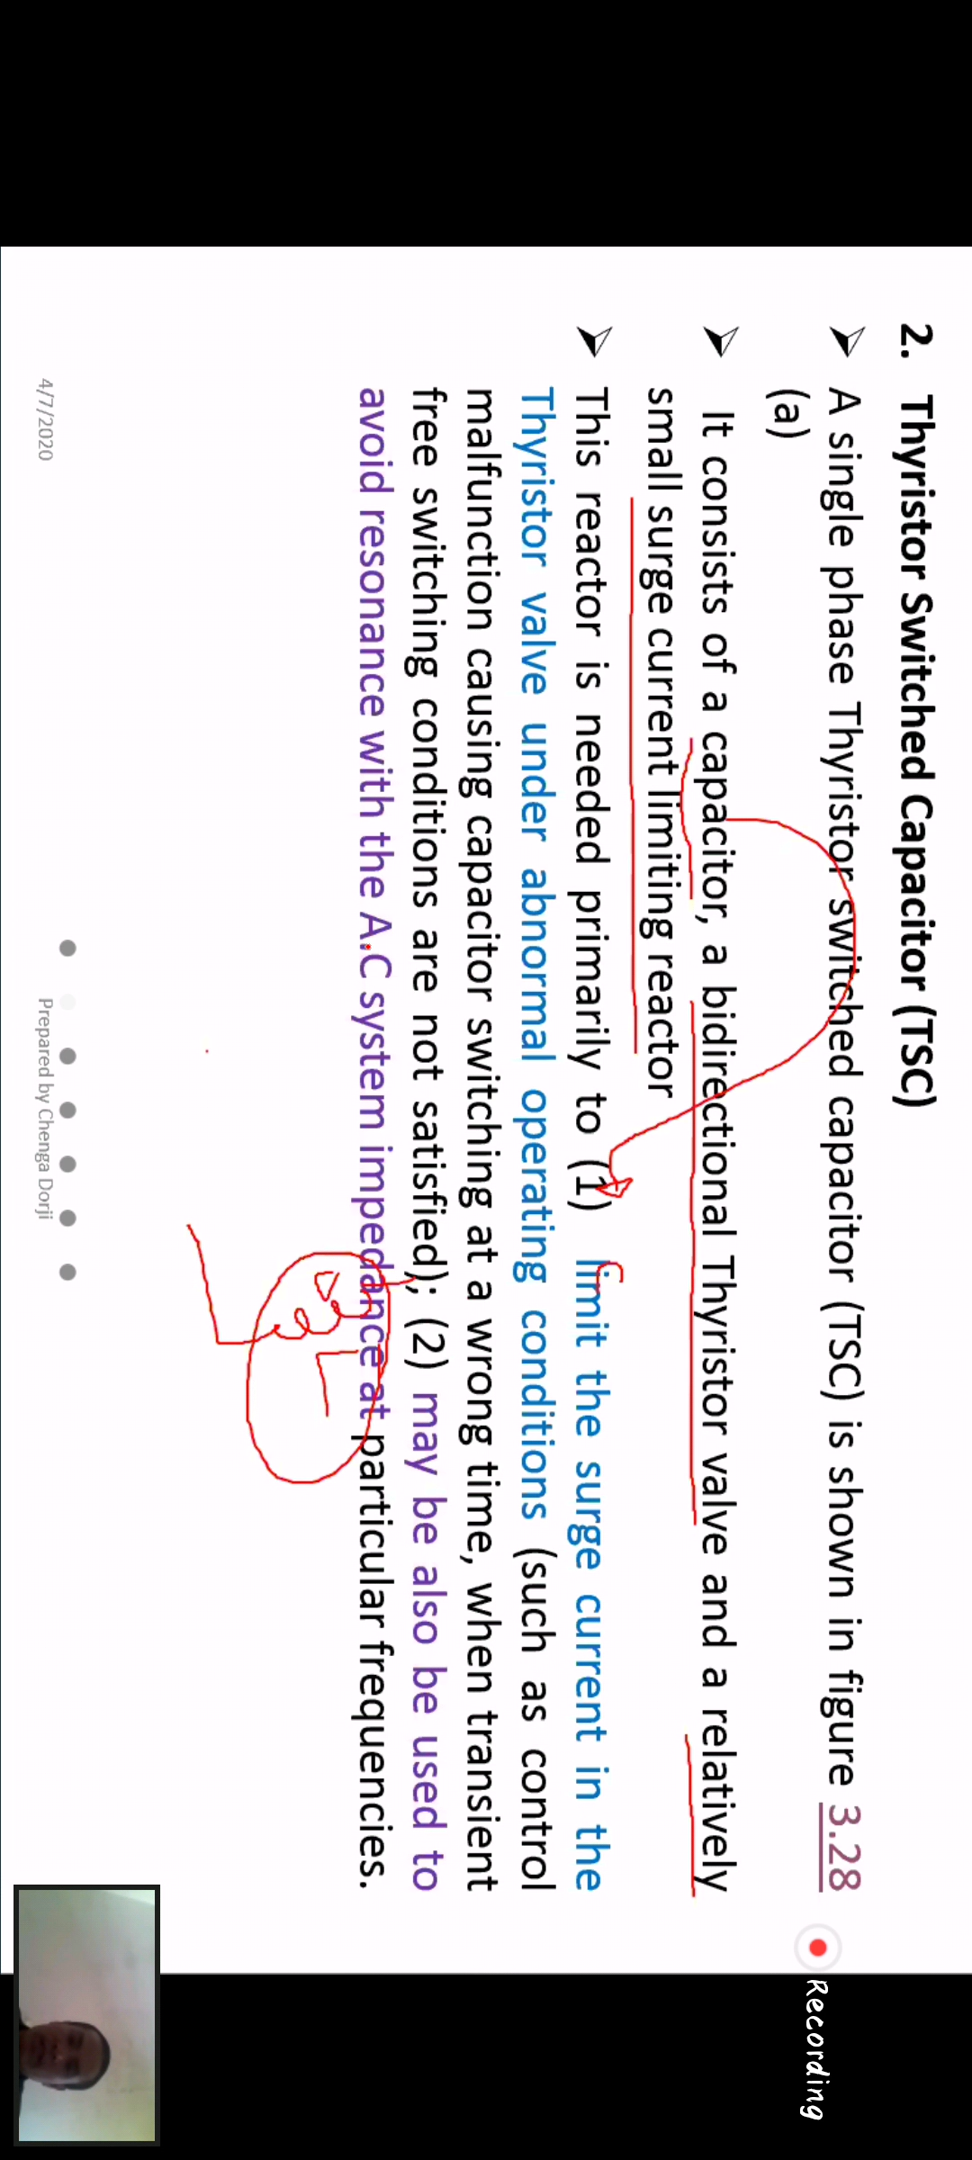 2. Thyristor Switched Capacitor (TSC)
A single phase Thyristor switched capacitor (TSC) is shown in figure 3.28
(a)
It consists of a capacitor, a bidirectional Thyristor valve and a relatively
small surge current limiting reactor
This reactor is needed primarily to (1) limit the surge current in the
Thyristor valve under abnormal operating conditions (such as control
malfunction causing capacitor switching at a wrong time, when transient
free switching conditions are not satisfied); (2) may be also be used to
avoid resonance with the A.C system impedance at particular frequencies.
4/7/2020
Prepared by Chenga Dorji
Recording